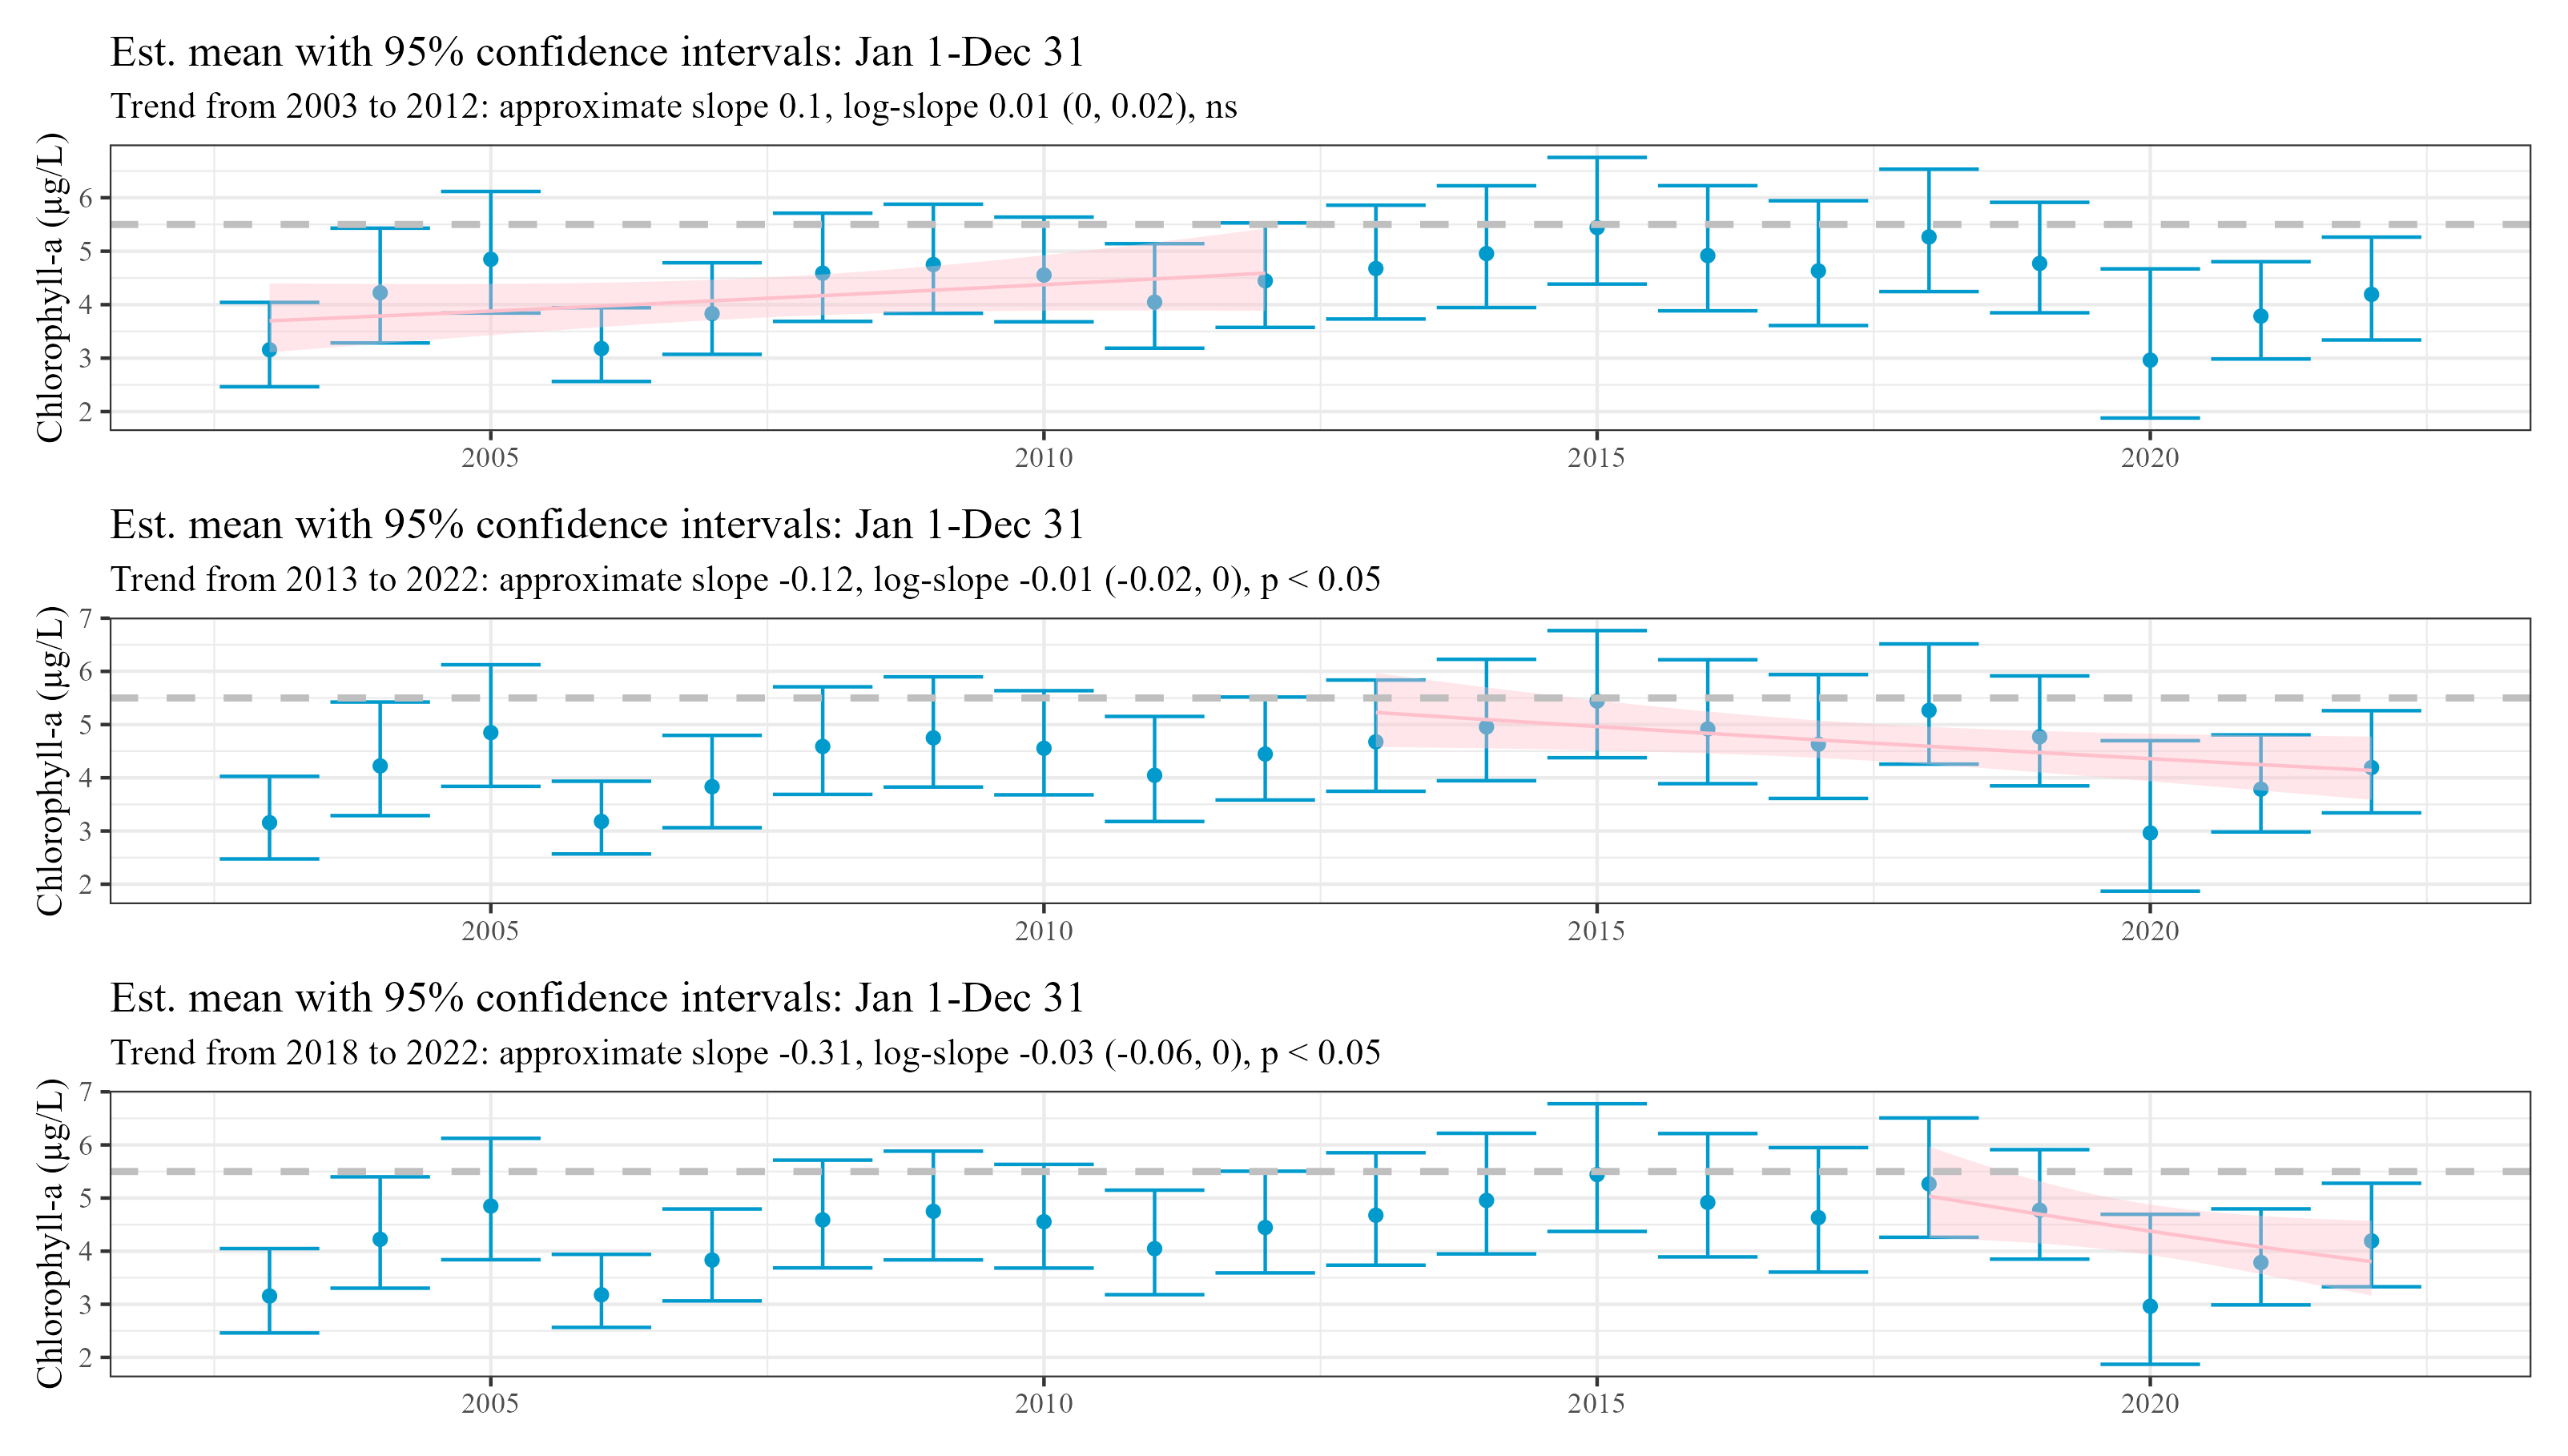 Est. mean with 95% confidence intervals: Jan 1-Dec 31
Trend from 2003 to 2012: approximate slope 0.1, log-slope 0.01 (0, 0.02), ns
Chlorophyll-a (µg/L)
6
5
4
3
2
2005 2010 2015 2020
Est. mean with 95% confidence intervals: Jan 1-Dec 31
Trend from 2013 to 2022: approximate slope -0.12, log-slope -0.01 (-0.02, 0), p < 0.05
Chlorophyll-a (µg/L)
7
6
5
4
3
2
2005 2010 2015 2020
Est. mean with 95% confidence intervals: Jan 1-Dec 31
Trend from 2018 to 2022: approximate slope -0.31, log-slope -0.03 (-0.06, 0), p < 0.05
Chlorophyll-a (µg/L)
7
6
5
4
3
2
2005 2010 2015 2020